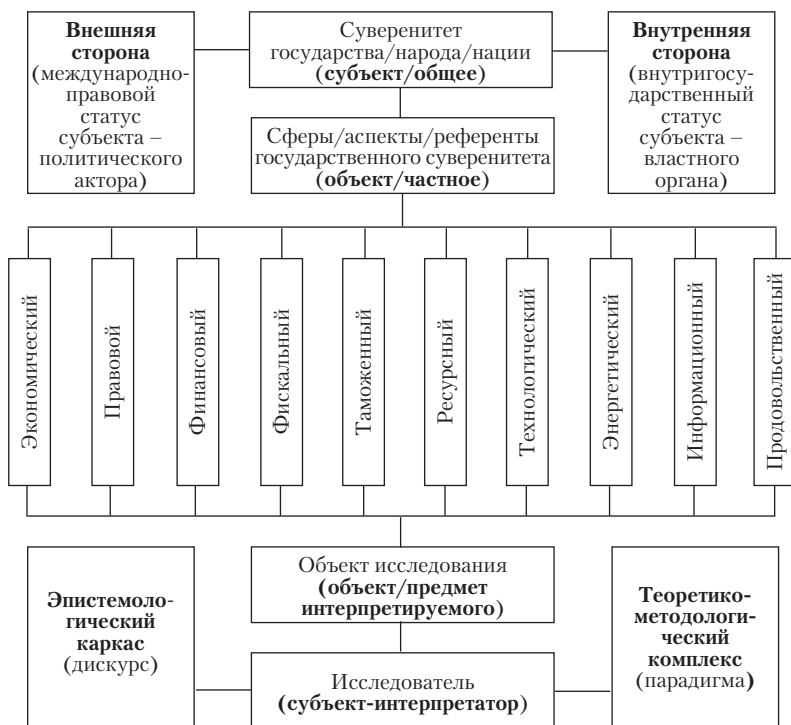 Внешняя
сторона
(международно-
правовой
статус
субъекта –
политического
актора)
Суверенитет
государства/народа/нации
(субъект/общее)
Внутренняя
сторона
(внутригосу-
дарственный
статус
субъекта –
властного
органа)
Сферы/аспекты/референты
государственного суверенитета
(объект/частное)
Экономический
Правовой
Финансовый
Фискальный
Таможенный
Ресурсный
Технологический
Энергетический
Информационный
Продовольственный
Эпистемоло-
гический
каркас
(дискурс)
Объект исследования
(объект/предмет
интерпретируемого)
Теоретико-
методологи-
ческий
комплекс
(парадигма)
Исследователь
(субъект-интерпретатор)